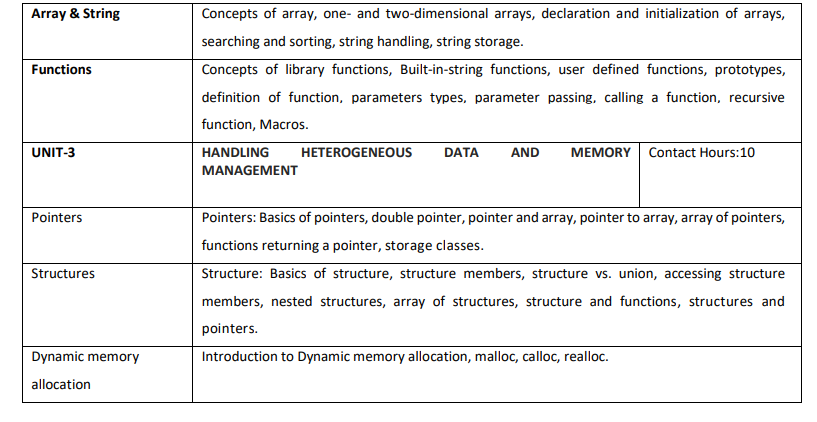 Array & String
Concepts of array, one- and two-dimensional arrays, declaration and initialization of arrays,
searching and sorting, string handling, string storage.
Functions
Concepts of library functions, Built-in-string functions, user defined functions, prototypes,
definition of function, parameters types, parameter passing, calling a function, recursive
function, Macros.
UNIT-3
HANDLING HETEROGENEOUS DATA AND MEMORY
MANAGEMENT
Contact Hours:10
Pointers
Pointers: Basics of pointers, double pointer, pointer and array, pointer to array, array of pointers,
functions returning a pointer, storage classes.
Structures
Structure: Basics of structure, structure members, structure vs. union, accessing structure
members, nested structures, array of structures, structure and functions, structures and
pointers.
Dynamic memory
allocation
Introduction to Dynamic memory allocation, malloc, calloc, realloc.